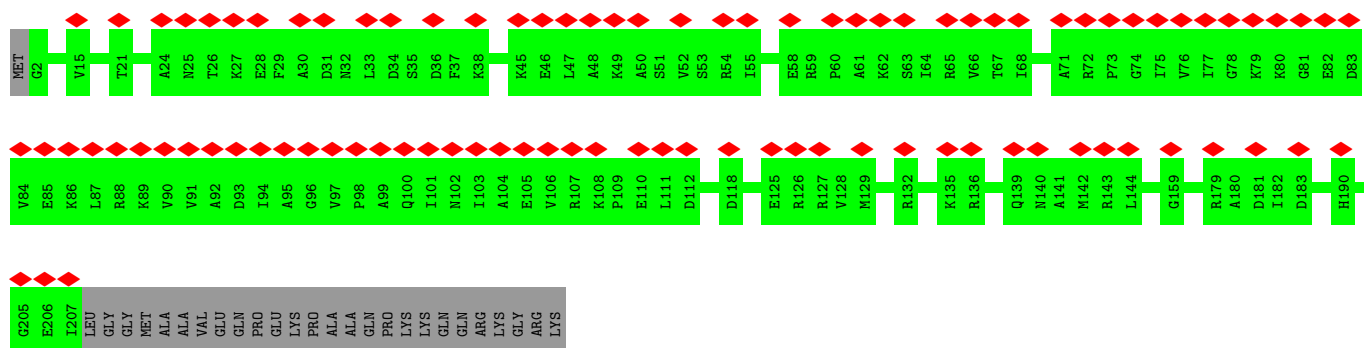 MET G2 V15 T21 A24 N25 T26 K27 E28 F29 A30 D31 N32 L33 D34 S35 D36 F37 K38 K45 E46 L47 A48 K49 A50 S51 V52 S53 R54 I55 E58 R59 P60 A61 K62 S63 I64 R65 V66 T67 I68 A71 R72 P73 G74 I75 V76 I77 G78 K79 K80 G81 E82 D83
V84 E85 K86 L87 R88 K89 V90 V91 A92 D93 I94 A95 G96 V97 P98 A99 Q100 I101 N102 I103 A104 E105 V106 R107 K108 P109 E110 L111 D112 D118 E125 R126 R127 V128 M129 R132 K135 R136 Q139 N140 A141 M142 R143 L144 G159 R179 A180 D181 I182 D183 H190
G205 E206 I207 LEU GLY GLY MET ALA ALA VAL GLU GLN PRO GLU LYS PRO ALA ALA GLN PRO LYS LYS GLN GLN ARG LYS GLY ARG LYS